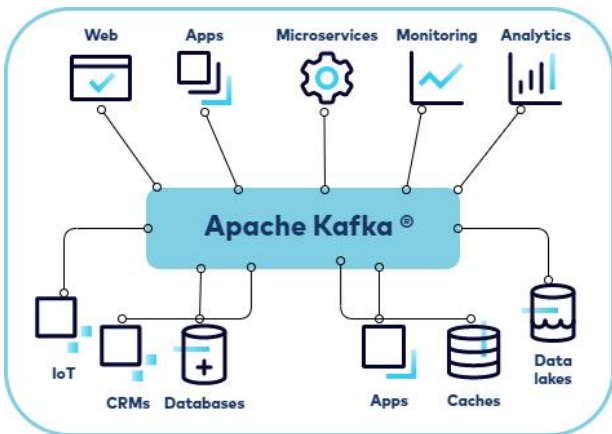 Web
Apps
Microservices
Monitoring
Analytics
Apache Kafka ®
IoT
CRMs
Databases
Apps
Caches
Data
lakes